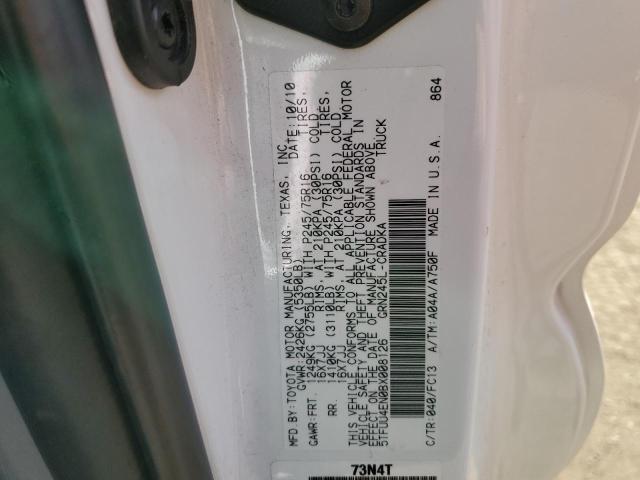 MFD.BY:TOYOTA MOTOR MANUFACTURING, TEXAS, INC.
GVWR:2426KG (5350LB) DATE:10/10
GAWR:FRT. 1249KG (2755LB) WITH P245/75R16 TIRES,
16X7JJ RIMS, AT 210KPA (30PSI) COLD
RR. 1410KG (3110LB) WITH P245/75R16 TIRES,
16X7JJ RIMS, AT 210KPA (30PSI) COLD
THIS VEHICLE CONFORMS TO ALL APPLICABLE FEDERAL MOTOR
VEHICLE SAFETY AND THEFT PREVENTION STANDARDS IN
EFFECT ON THE DATE OF MANUFACTURE SHOWN ABOVE.
5TFUU4EN0BX008126 TRUCK
GRN245L-CRADKA
C/TR:040/FC13 A/TM:A04A/A750F MADE IN U.S.A. 864
73N4T